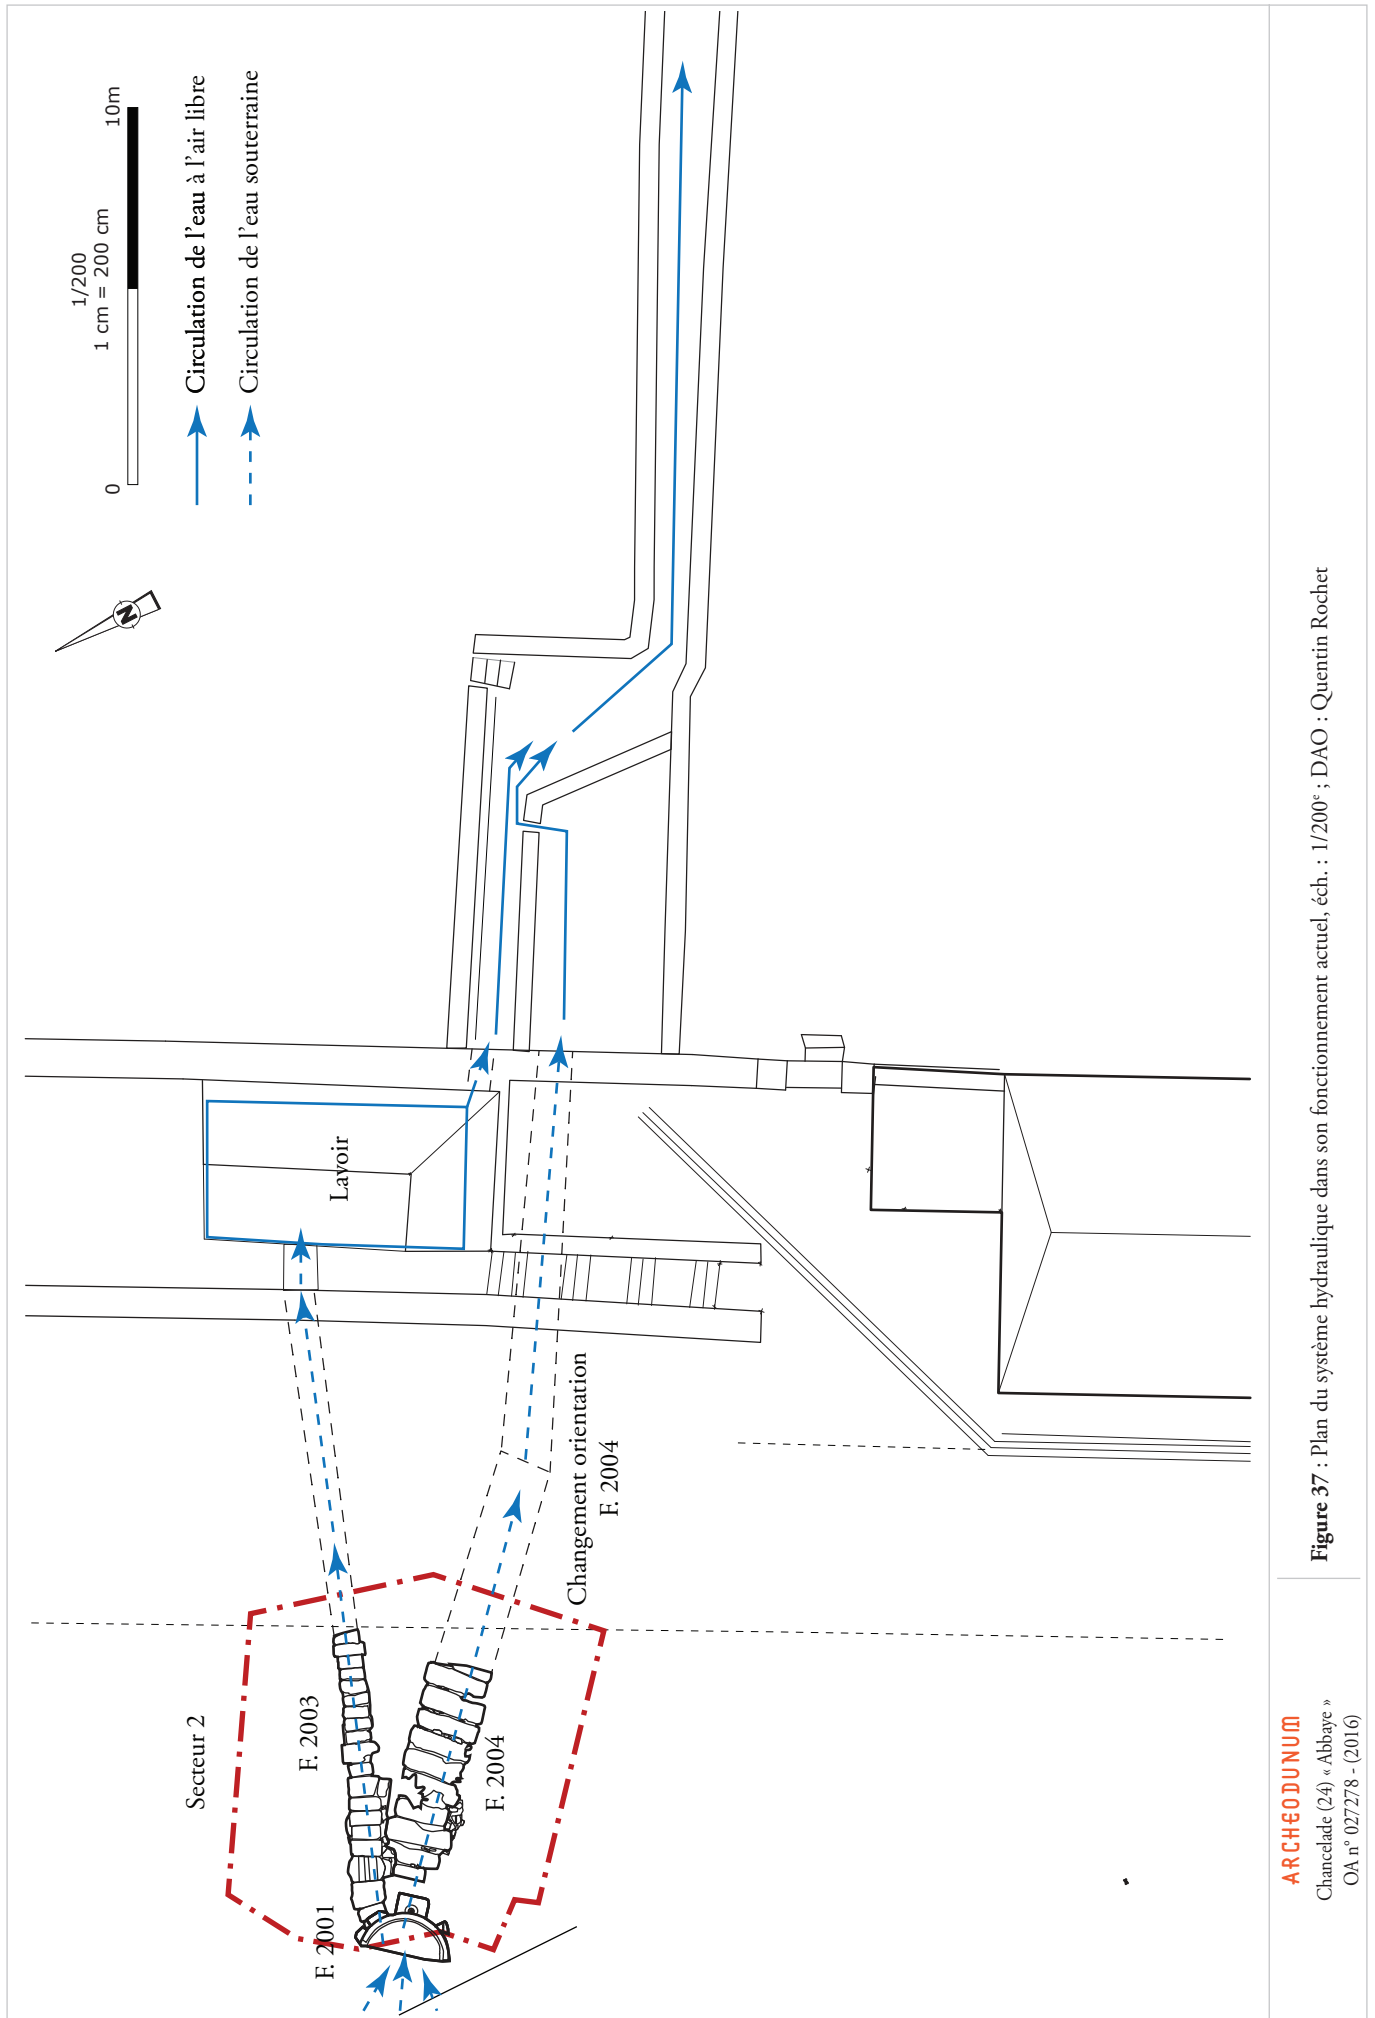 1/200
1 cm = 200 cm
0
10m
Circulation de l'eau à l'air libre
Circulation de l'eau souterraine
N
Lavoir
Changement orientation
F. 2004
Secteur 2
F. 2003
F. 2004
F. 2001
Figure 37 : Plan du système hydraulique dans son fonctionnement actuel, éch. : 1/200e ; DAO : Quentin Rochet
ARCHEODUNUM
Chancelade (24) « Abbaye »
OA n° 027278 - (2016)